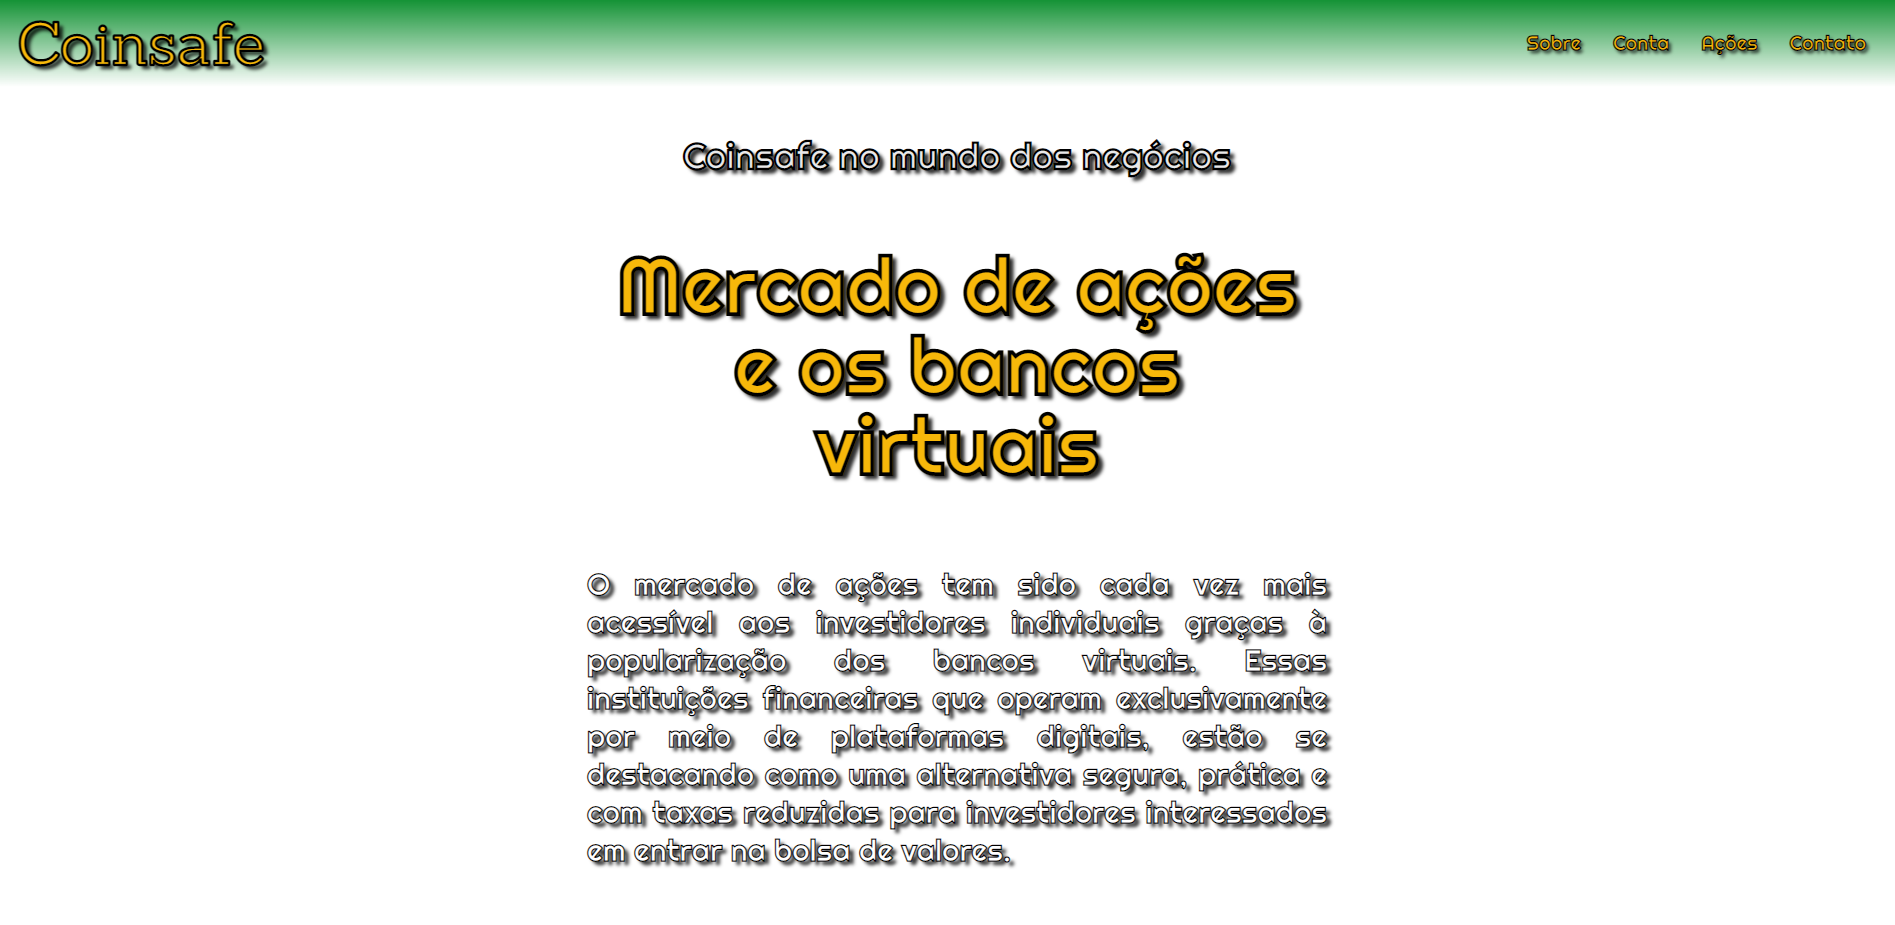 Coinsafe
Sobre Conta Ações Contato
Coinsafe no mundo dos negócios
Mercado de ações
e os bancos
virtuais
O mercado de ações tem sido cada vez mais
acessível aos investidores individuais graças à
popularização dos bancos virtuais. Essas
instituições financeiras que operam exclusivamente
por meio de plataformas digitais, estão se
destacando como uma alternativa segura, prática e
com taxas reduzidas para investidores interessados
em entrar na bolsa de valores.